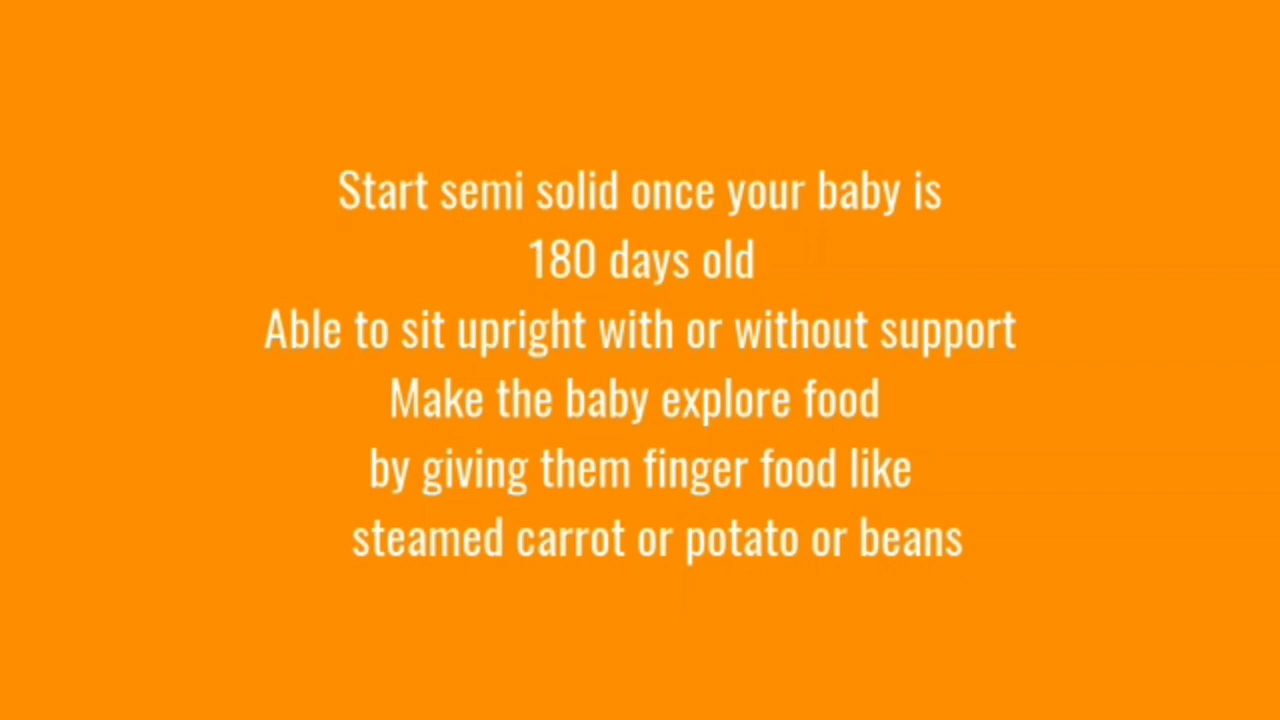 Start semi solid once your baby is
180 days old
Able to sit upright with or without support
Make the baby explore food
by giving them finger food like
steamed carrot or potato or beans